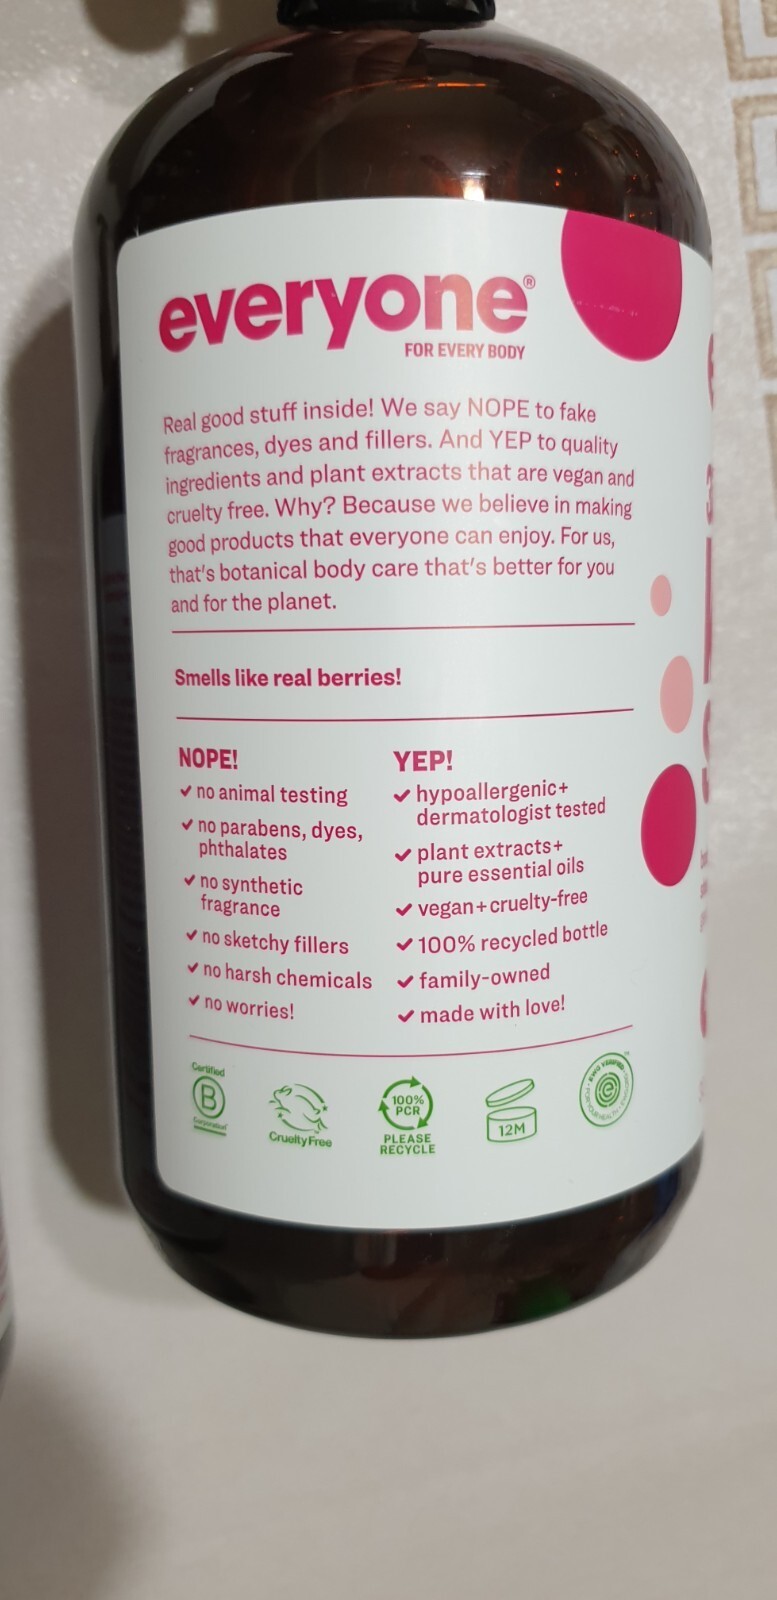 everyone®
FOR EVERY BODY
Real good stuff inside! We say NOPE to fake
fragrances, dyes and fillers. And YEP to quality
ingredients and plant extracts that are vegan and
cruelty free. Why? Because we believe in making
good products that everyone can enjoy. For us,
that's botanical body care that's better for you
and for the planet.
Smells like real berries!
NOPE!
✓ no animal testing
✓ no parabens, dyes,
phthalates
✓ no synthetic
fragrance
✓ no sketchy fillers
✓ no harsh chemicals
✓ no worries!
YEP!
✓ hypoallergenic+
dermatologist tested
✓ plant extracts+
pure essential oils
✓ vegan+cruelty-free
✓ 100% recycled bottle
✓ family-owned
✓ made with love!
Certified
B
Corporation
Cruelty Free
100%
PCR
PLEASE
RECYCLE
12M
EWG VERIFIED